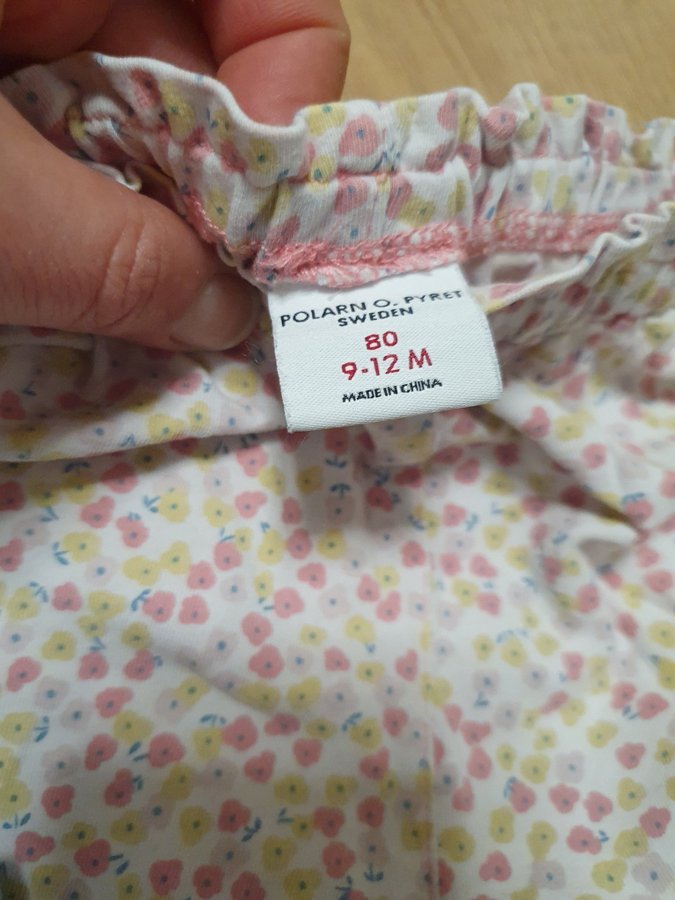 POLARN O. PYRET
SWEDEN
80
9-12 M
MADE IN CHINA